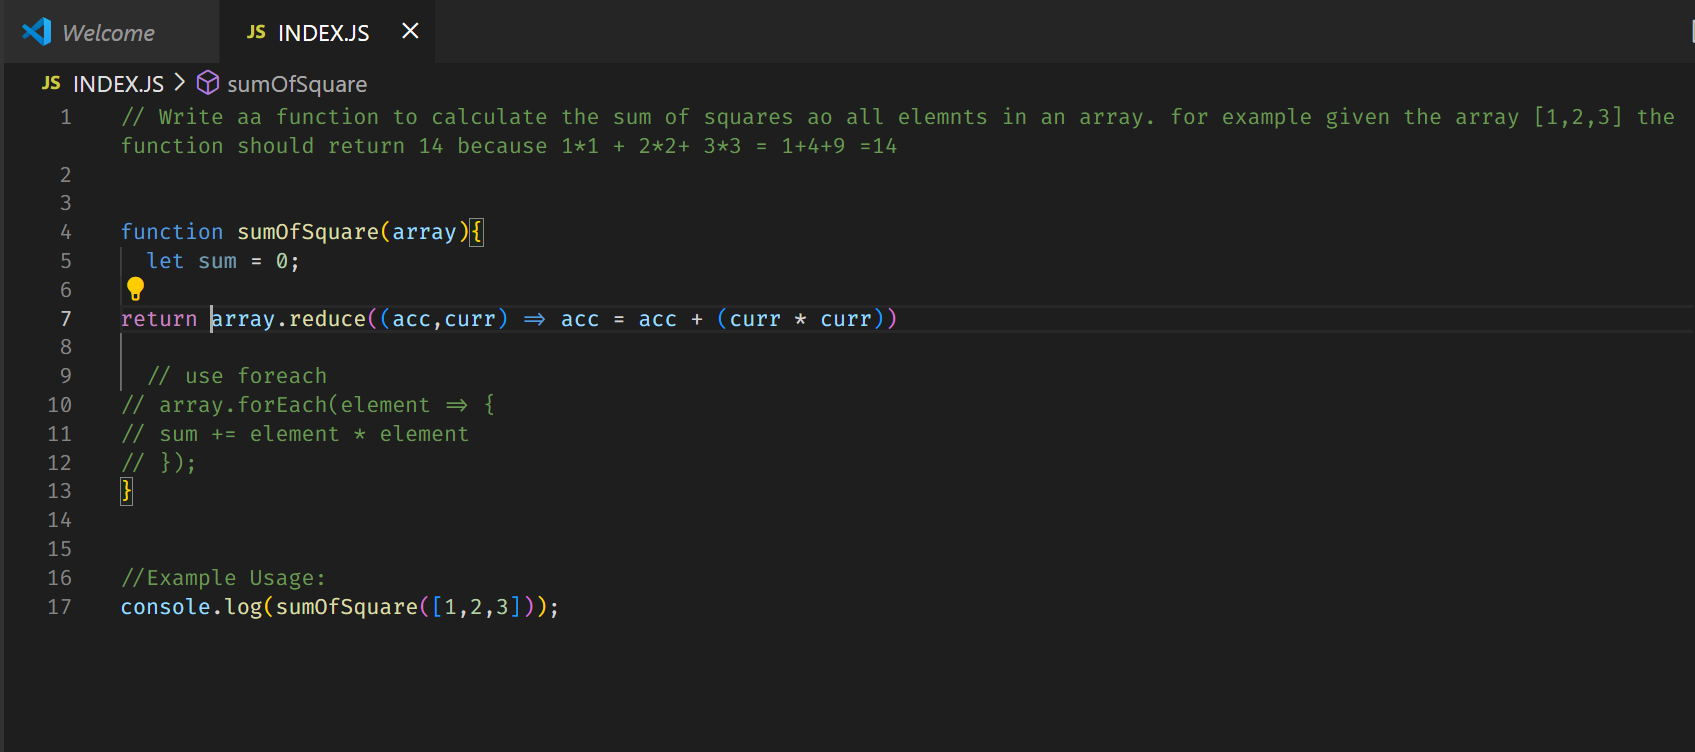 Welcome
JS INDEX.JS
JS INDEX.JS > sumOfSquare
1 // Write aa function to calculate the sum of squares ao all elemnts in an array. for example given the array [1,2,3] the
function should return 14 because 1*1 + 2*2+ 3*3 = 1+4+9 =14
2
3
4 function sumOfSquare(array){
5 let sum = 0;
6
7 return array.reduce((acc,curr) => acc = acc + (curr * curr))
8
9 // use foreach
10 // array.forEach(element => {
11 // sum += element * element
12 // });
13 }
14
15
16 //Example Usage:
17 console.log(sumOfSquare([1,2,3]));